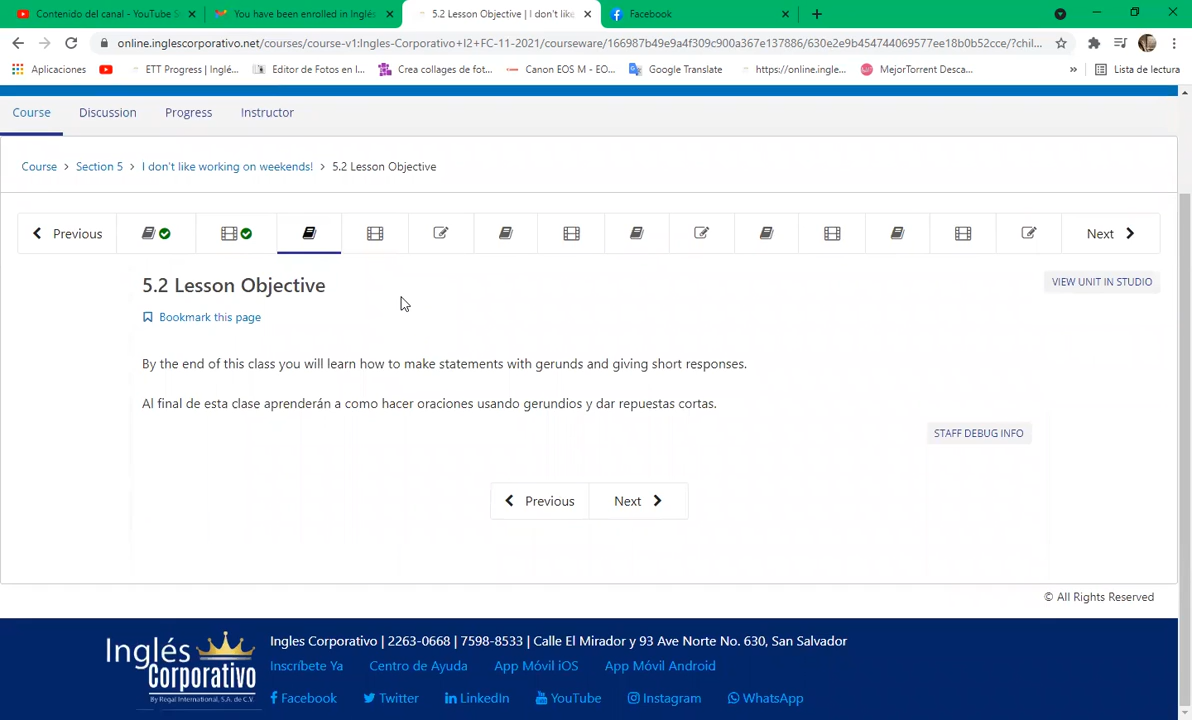 Contenido del canal - YouTube S
You have been enrolled in Inglés
5.2 Lesson Objective | I don't like
Facebook
online.inglescorporativo.net/courses/course-v1:Ingles-Corporativo+I2+FC-11-2021/courseware/166987b49e9a4f309c900a367e137886/630e2e9b454744069577ee18b0b52cce/?chil...
Aplicaciones
ETT Progress | Inglé...
Editor de Fotos en l...
Crea collages de fot...
Canon EOS M - EO...
Google Translate
https://online.ingle...
MejorTorrent Desca...
»
Lista de lectura
Course
Discussion
Progress
Instructor
Course > Section 5 > I don't like working on weekends! > 5.2 Lesson Objective
Previous
Next
5.2 Lesson Objective
VIEW UNIT IN STUDIO
Bookmark this page
By the end of this class you will learn how to make statements with gerunds and giving short responses.
Al final de esta clase aprenderán a como hacer oraciones usando gerundios y dar repuestas cortas.
STAFF DEBUG INFO
Previous
Next
© All Rights Reserved
Inglés Corporativo
By Regal International, S.A. de C.V.
Ingles Corporativo | 2263-0668 | 7598-8533 | Calle El Mirador y 93 Ave Norte No. 630, San Salvador
Inscríbete Ya
Centro de Ayuda
App Móvil iOS
App Móvil Android
Facebook
Twitter
LinkedIn
YouTube
Instagram
WhatsApp